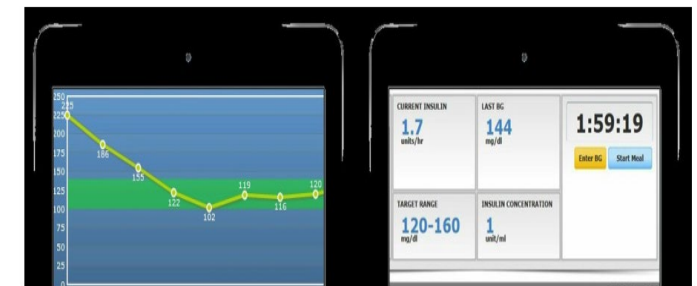 250
225
225
200
175
150
125
100
75
50
25
0
186
155
122
102
119
116
120
CURRENT INSULIN
1.7
units/hr
LAST BG
144
mg/dl
1:59:19
Enter BG
Start Meal
TARGET RANGE
120-160
mg/dl
INSULIN CONCENTRATION
1
unit/ml